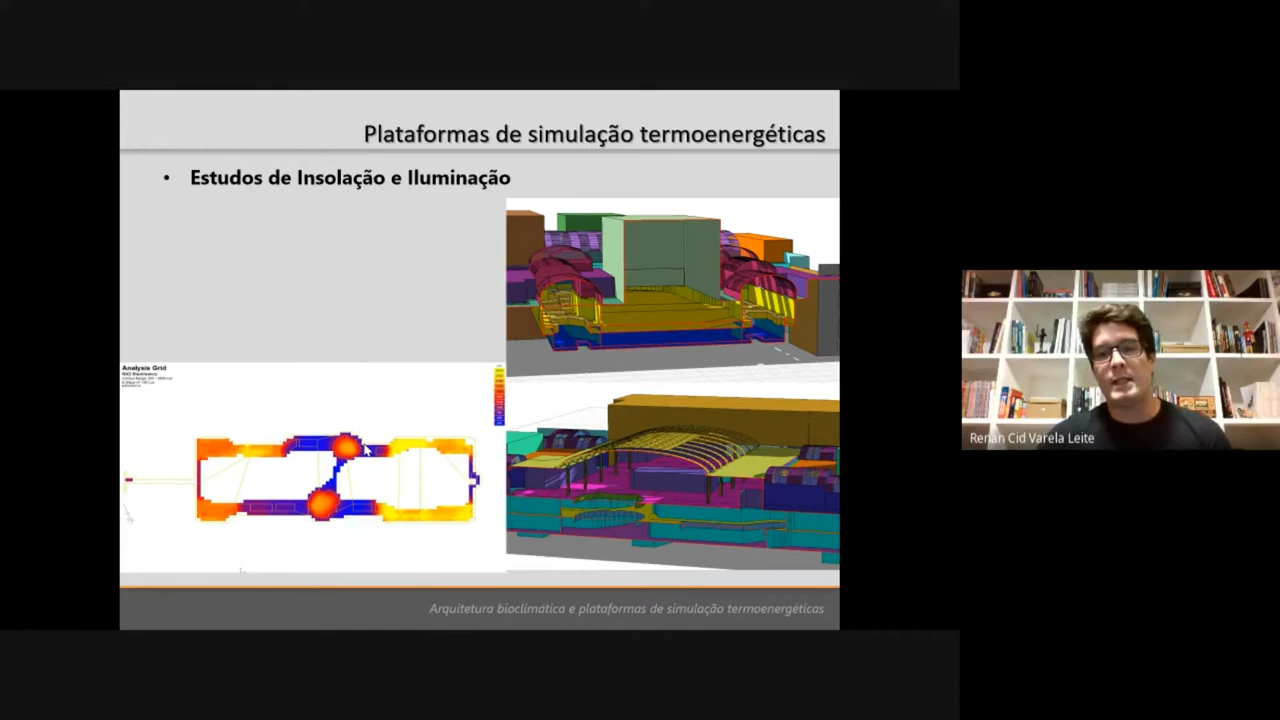 Plataformas de simulação termoenergéticas
• Estudos de Insolação e Iluminação
Analysis Grid
Arquitetura bioclimática e plataformas de simulação termoenergéticas
Renan Cid Varela Leite